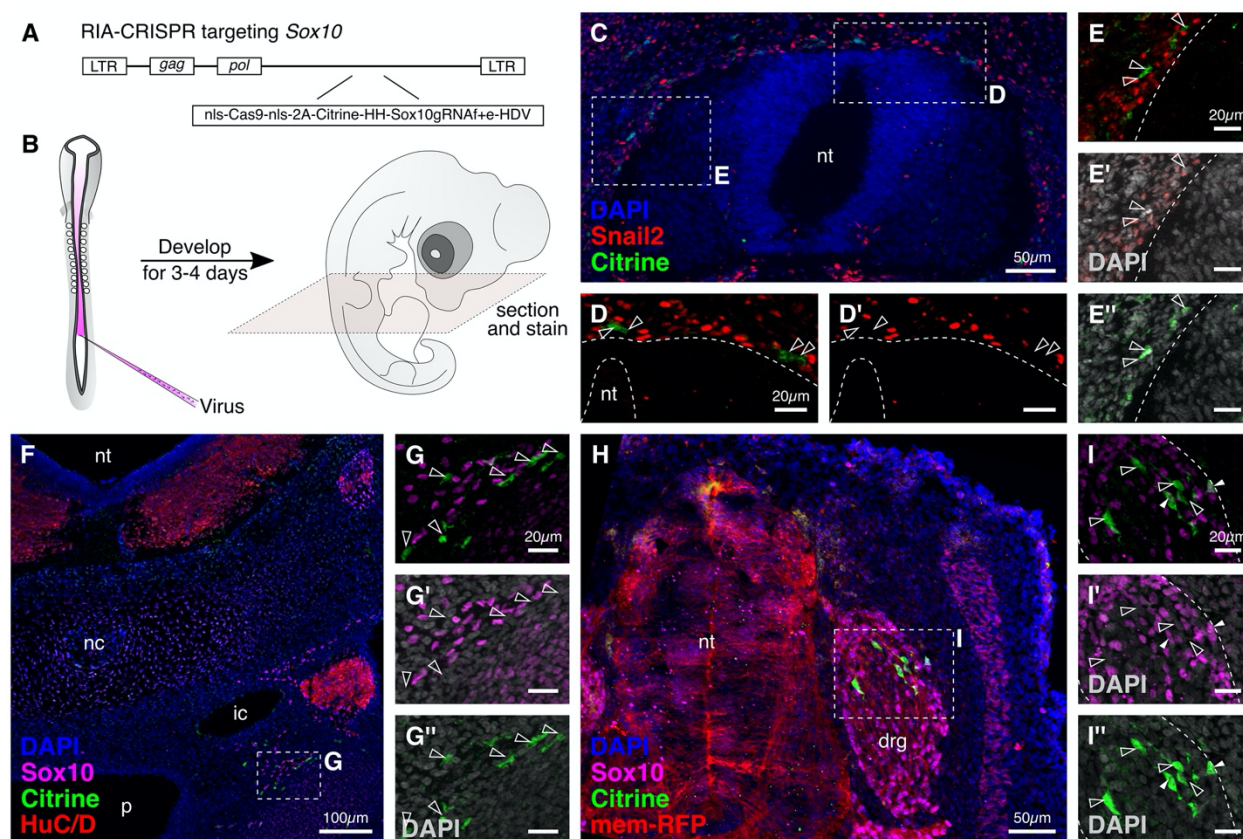 A
RIA-CRISPR targeting Sox10
LTR
gag
pol
LTR
nls-Cas9-nls-2A-Citrine-HH-Sox10gRNAf+e-HDV
B
Develop
for 3-4 days
section
and stain
Virus
C
D
E
nt
DAPI
Snail2
Citrine
50µm
D
nt
20µm
D'
E
20µm
E'
DAPI
E"
F
nt
nc
ic
G
p
DAPI
Sox10
Citrine
HuC/D
100µm
G
20µm
G'
G"
DAPI
H
nt
I
drg
DAPI
Sox10
Citrine
mem-RFP
50µm
I
20µm
I'
DAPI
I"
DAPI